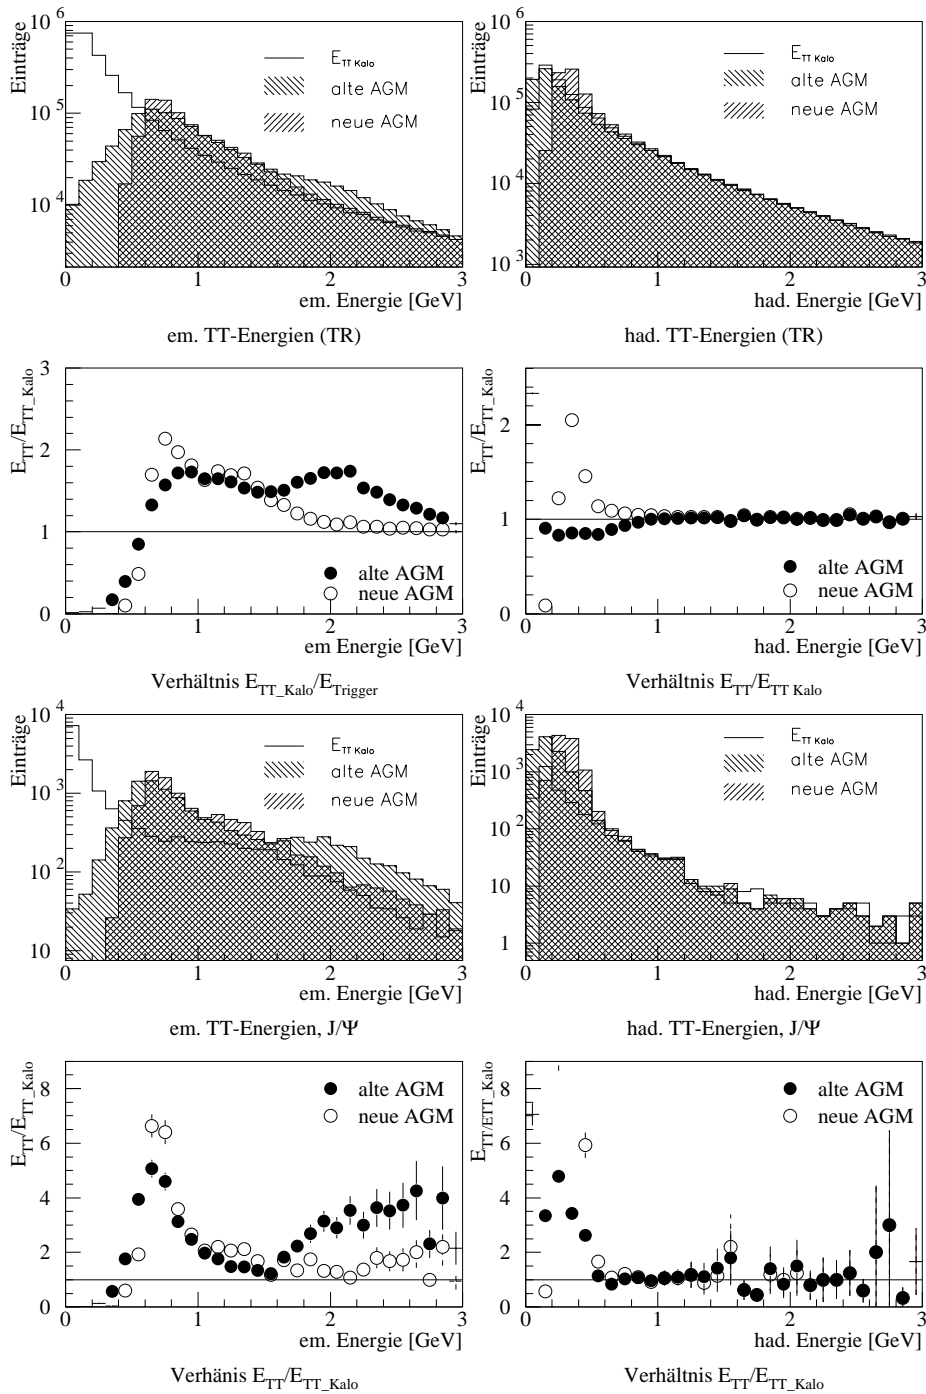 10^6
10^5
10^4
Einträge
E_TT Kalo
alte AGM
neue AGM
0 1 2 3
em. Energie [GeV]
em. TT-Energien (TR)
10^6
10^5
10^4
10^3
Einträge
E_TT Kalo
alte AGM
neue AGM
0 1 2 3
had. Energie [GeV]
had. TT-Energien (TR)
3
2
1
0
E_TT/E_TT_Kalo
alte AGM
neue AGM
0 1 2 3
em Energie [GeV]
Verhältnis E_TT_Kalo/E_Trigger
2
1
0
E_TT/E_TT_Kalo
alte AGM
neue AGM
0 1 2 3
had. Energie [GeV]
Verhältnis E_TT/E_TT Kalo
10^4
10^3
10^2
10
Einträge
E_TT Kalo
alte AGM
neue AGM
0 1 2 3
em. Energie [GeV]
em. TT-Energien, J/Ψ
10^4
10^3
10^2
10
1
Einträge
E_TT Kalo
alte AGM
neue AGM
0 1 2 3
had. Energie [GeV]
had. TT-Energien, J/Ψ
8
6
4
2
0
E_TT/E_TT_Kalo
alte AGM
neue AGM
0 1 2 3
em. Energie [GeV]
Verhänis E_TT/E_TT_Kalo
8
6
4
2
0
E_TT/ETT_Kalo
alte AGM
neue AGM
0 1 2 3
had. Energie [GeV]
Verhältnis E_TT/E_TT_Kalo